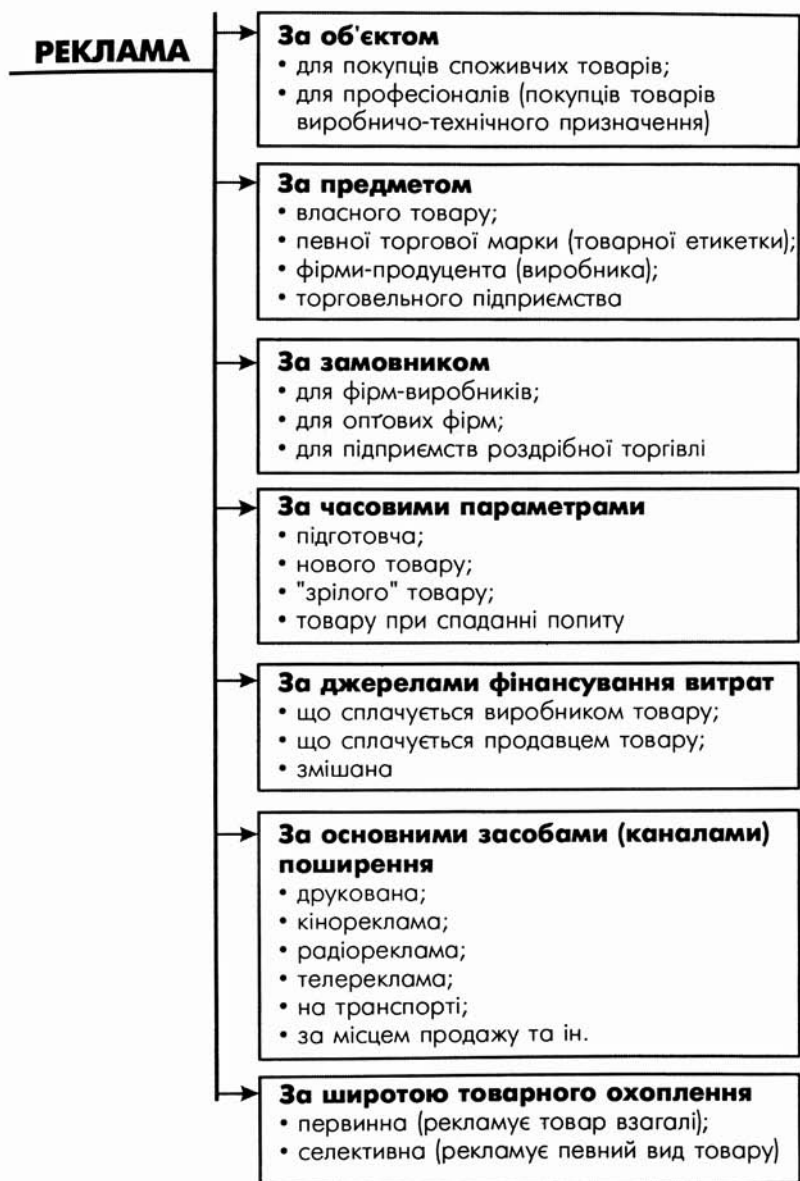 РЕКЛАМА
За об'єктом
• для покупців споживчих товарів;
• для професіоналів (покупців товарів
виробничо-технічного призначення)
За предметом
• власного товару;
• певної торгової марки (товарної етикетки);
• фірми-продуцента (виробника);
• торговельного підприємства
За замовником
• для фірм-виробників;
• для оптових фірм;
• для підприємств роздрібної торгівлі
За часовими параметрами
• підготовча;
• нового товару;
• "зрілого" товару;
• товару при спаданні попиту
За джерелами фінансування витрат
• що сплачується виробником товару;
• що сплачується продавцем товару;
• змішана
За основними засобами (каналами)
поширення
• друкована;
• кінореклама;
• радіореклама;
• телереклама;
• на транспорті;
• за місцем продажу та ін.
За широтою товарного охоплення
• первинна (рекламує товар взагалі);
• селективна (рекламує певний вид товару)